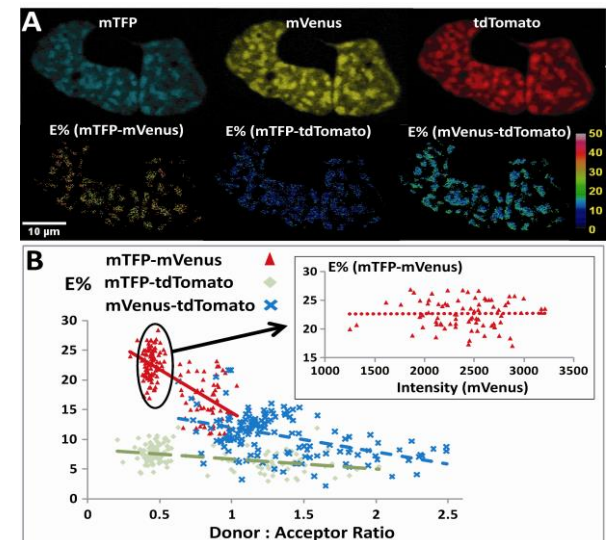 A
mTFP mVenus tdTomato
E% (mTFP-mVenus) E% (mTFP-tdTomato) E% (mVenus-tdTomato)
50
40
30
20
10
0
10 µm
B
E%
mTFP-mVenus
mTFP-tdTomato
mVenus-tdTomato
30
25
20
15
10
5
0
0 0.5 1 1.5 2 2.5
Donor : Acceptor Ratio
E% (mTFP-mVenus)
30
25
20
15
1000 1500 2000 2500 3000 3500
Intensity (mVenus)